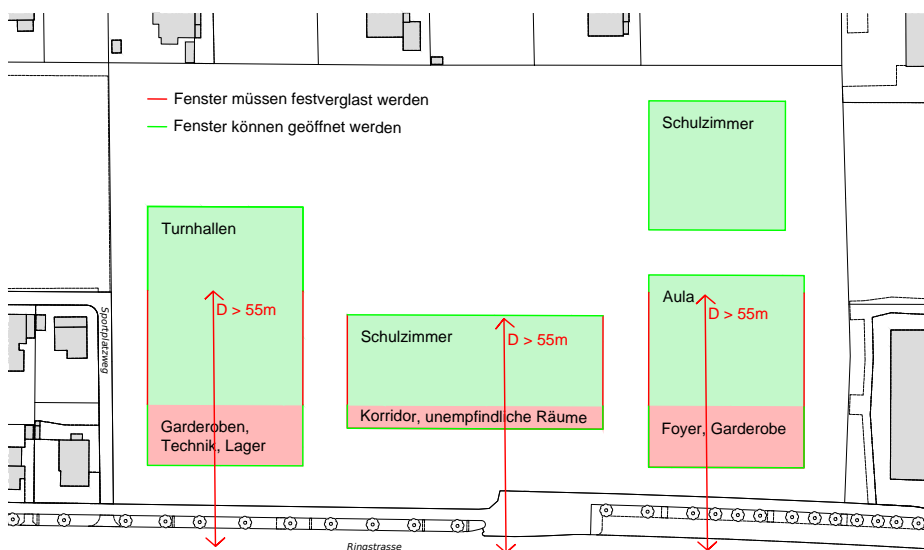 Fenster müssen festverglast werden
Fenster können geöffnet werden
Schulzimmer
Turnhallen
Aula
D > 55m
D > 55m
Schulzimmer
D > 55m
Sportplatzweg
Korridor, unempfindliche Räume
Garderoben,
Technik, Lager
Foyer, Garderobe
Ringstrasse